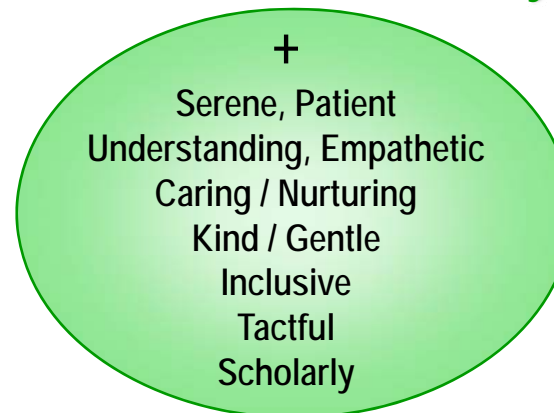 +
Serene, Patient
Understanding, Empathetic
Caring / Nurturing
Kind / Gentle
Inclusive
Tactful
Scholarly